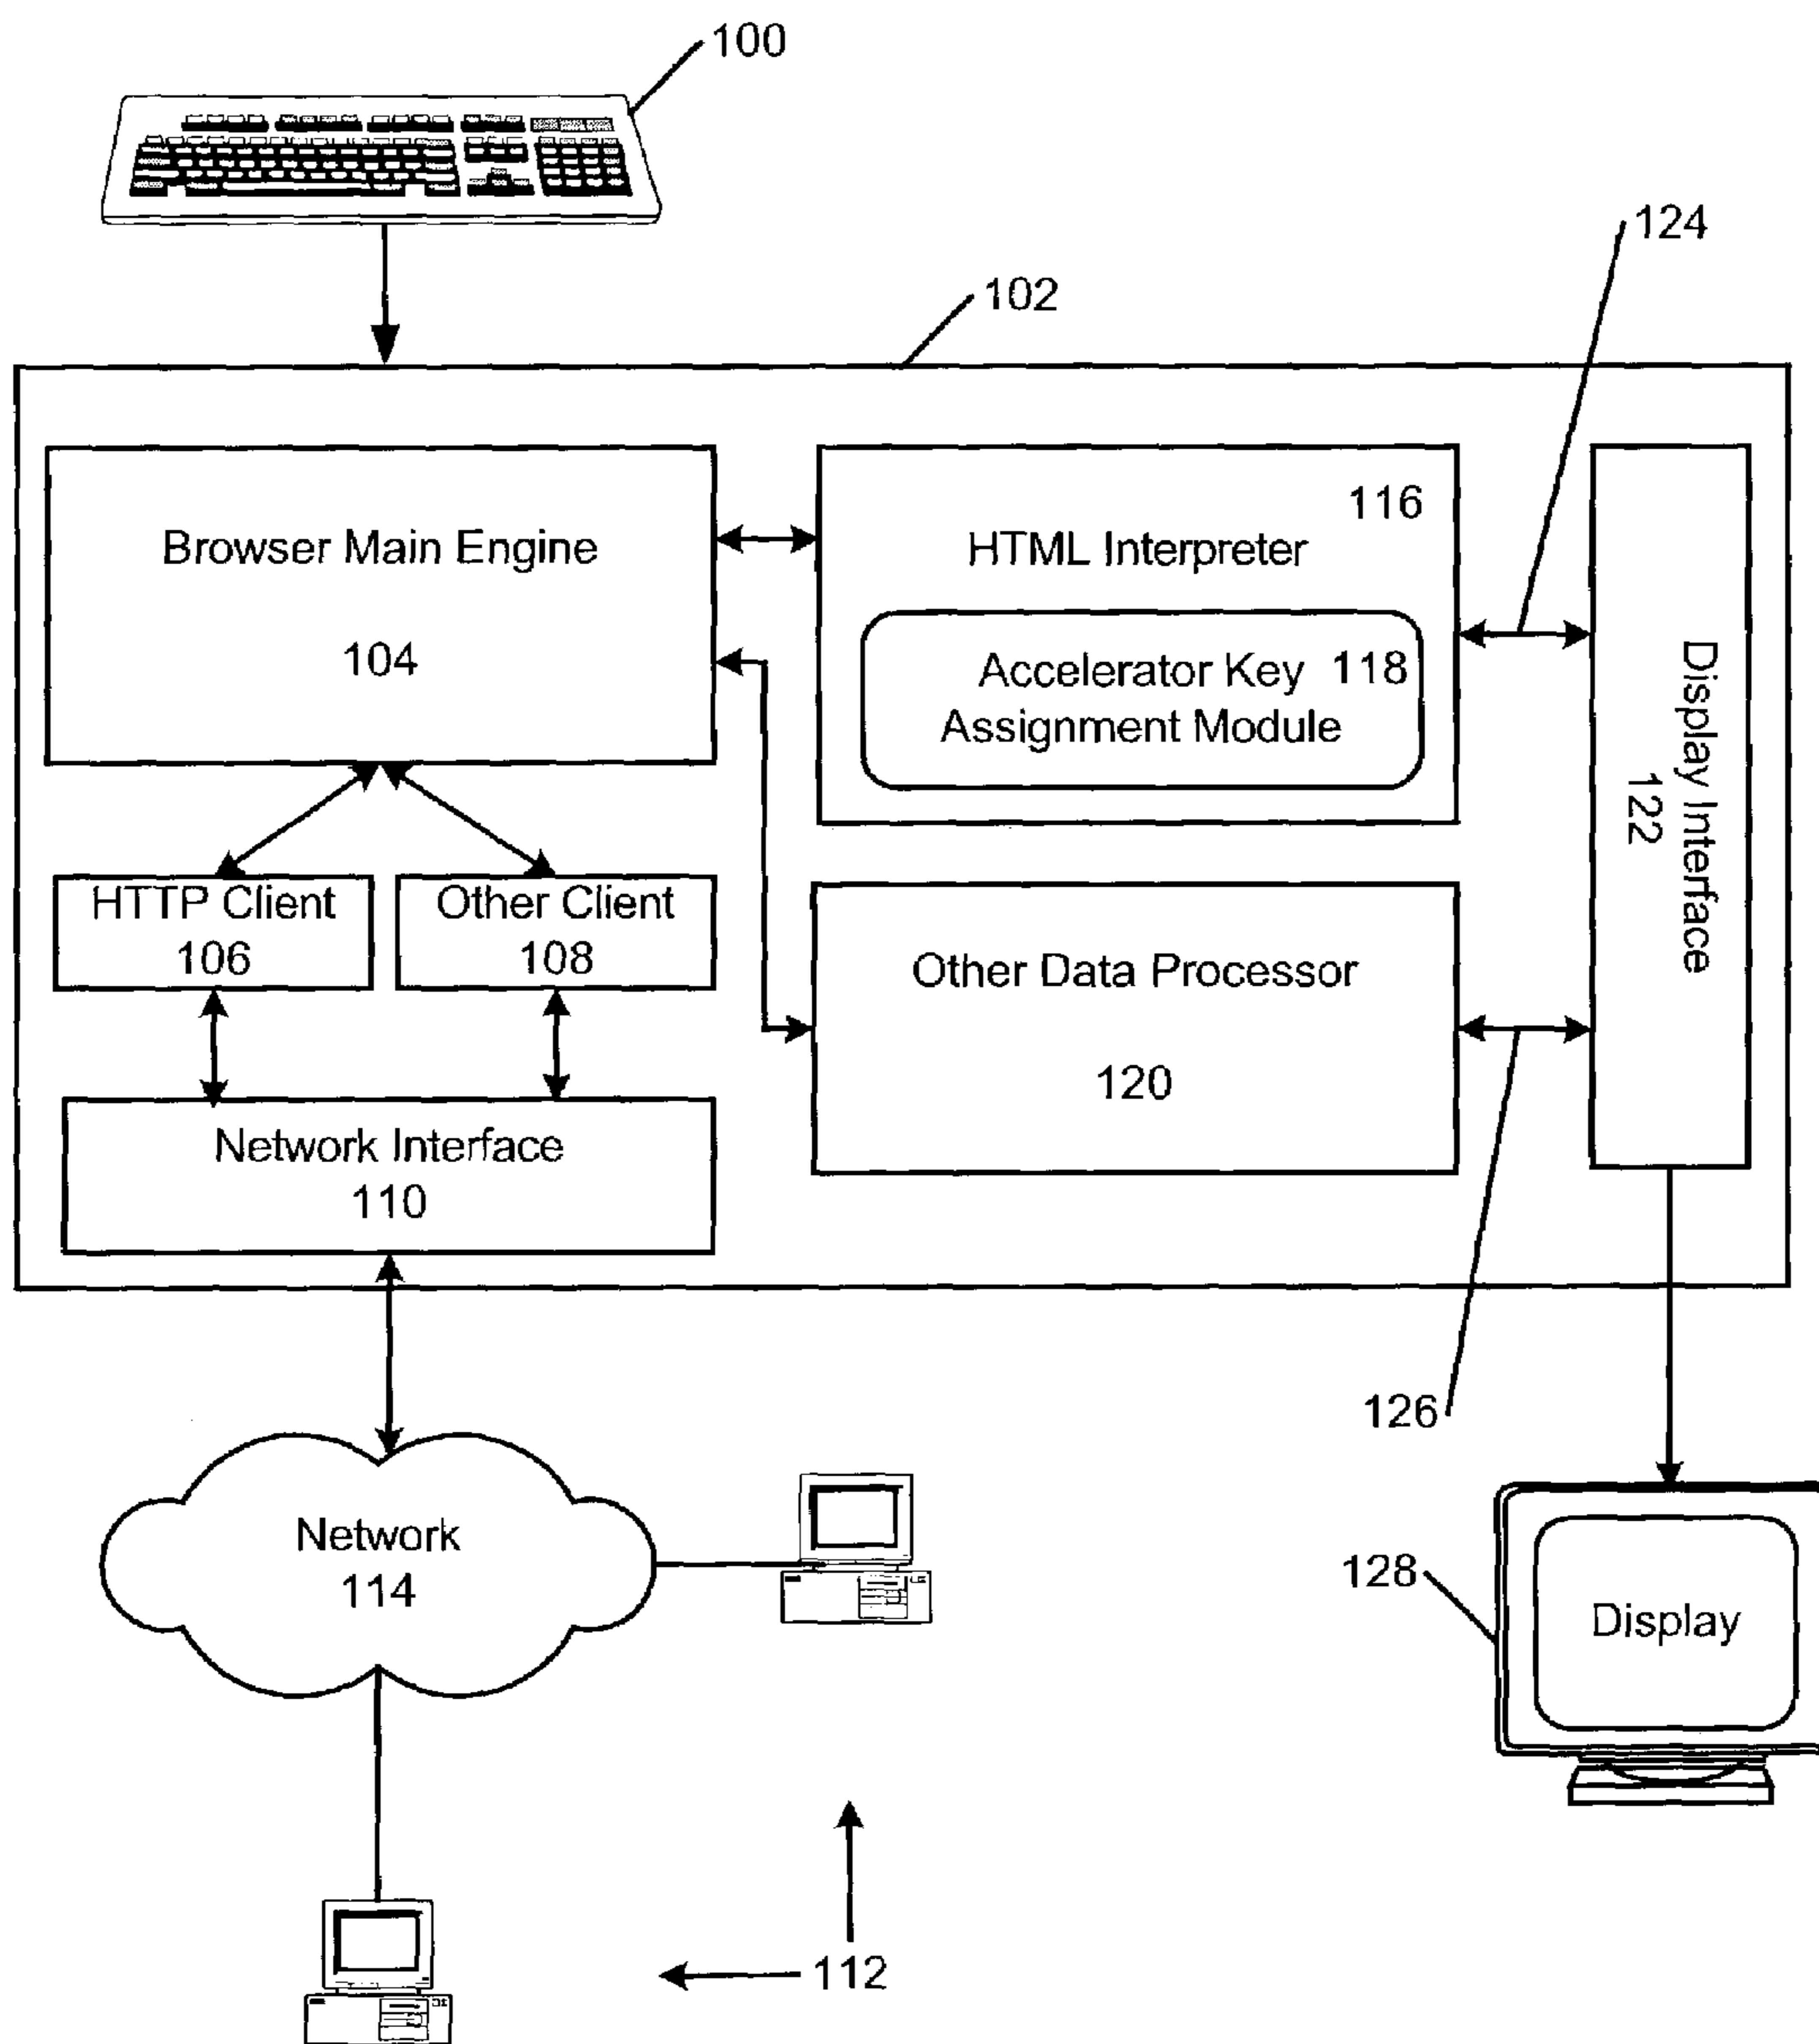 100
124
102
Browser Main Engine
104
116
HTML Interpreter
Accelerator Key 118
Assignment Module
Display Interface
122
HTTP Client
106
Other Client
108
Other Data Processor
120
Network Interface
110
126
Network
114
128
Display
112